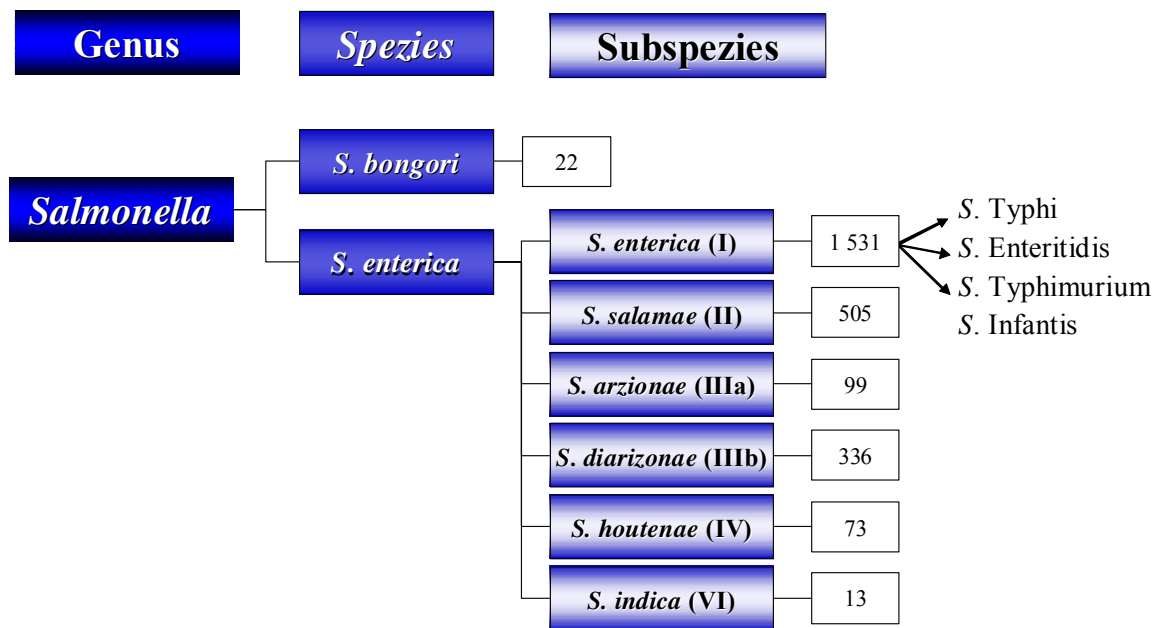 Genus
Spezies
Subspezies
Salmonella
S. bongori
22
S. enterica
S. enterica (I)
1 531
S. Typhi
S. Enteritidis
S. Typhimurium
S. Infantis
S. salamae (II)
505
S. arzionae (IIIa)
99
S. diarizonae (IIIb)
336
S. houtenae (IV)
73
S. indica (VI)
13